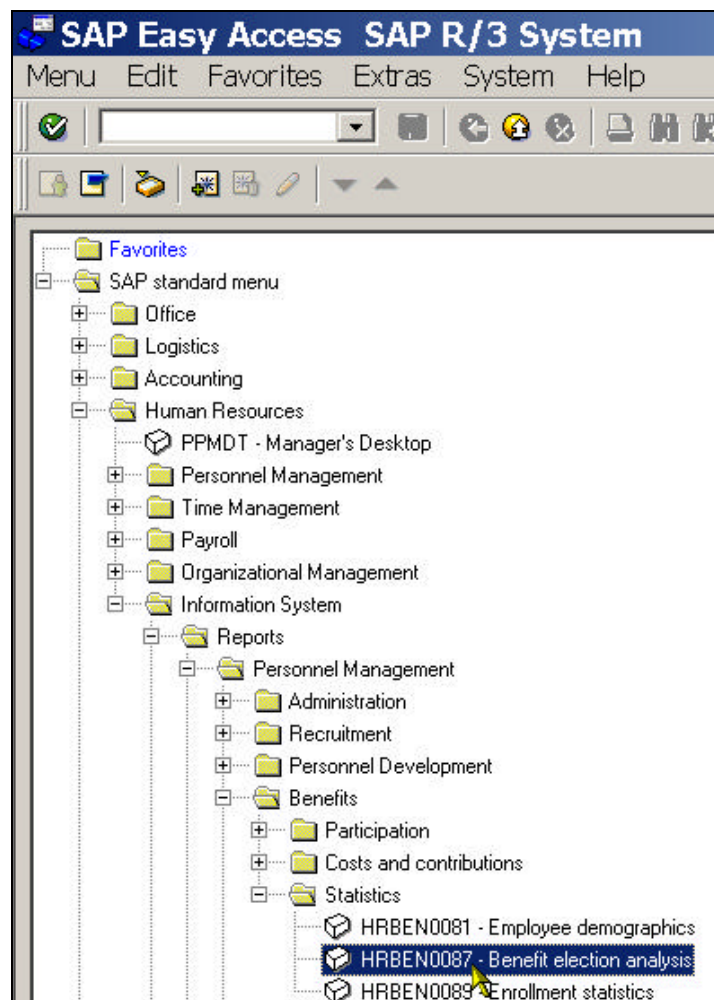 SAP Easy Access SAP R/3 System
Menu Edit Favorites Extras System Help
Favorites
SAP standard menu
Office
Logistics
Accounting
Human Resources
PPMDT - Manager's Desktop
Personnel Management
Time Management
Payroll
Organizational Management
Information System
Reports
Personnel Management
Administration
Recruitment
Personnel Development
Benefits
Participation
Costs and contributions
Statistics
HRBEN0081 - Employee demographics
HRBEN0087 - Benefit election analysis
HRBEN0089 - Enrollment statistics